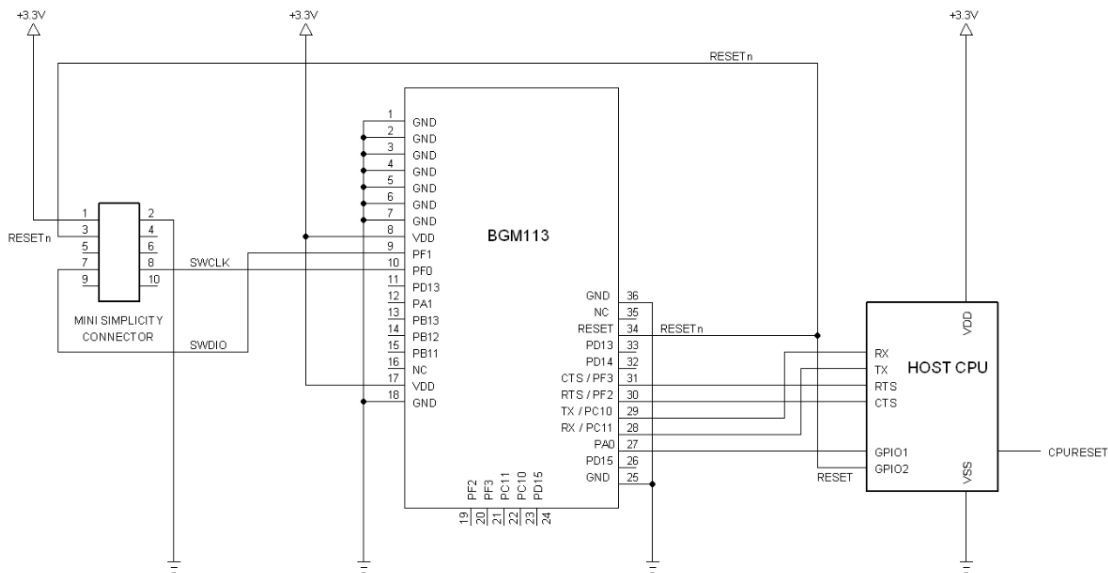 +3.3V
+3.3V
+3.3V
RESETn
1
2
3
4
5
6
7
8
9
10
RESETn
MINI SIMPLICITY
CONNECTOR
SWCLK
SWDIO
BGM113
1 GND
2 GND
3 GND
4 GND
5 GND
6 GND
7 GND
8 VDD
9 PF1
10 PF0
11 PD13
12 PA1
13 PB13
14 PB12
15 PB11
16 NC
17 VDD
18 GND
PF2 19
PF3 20
PC11 21
PC10 22
PD15 23
24
GND 36
NC 35
RESET 34
RESETn
PD13 33
PD14 32
CTS / PF3 31
RTS / PF2 30
TX / PC10 29
RX / PC11 28
PA0 27
PD15 26
GND 25
HOST CPU
VDD
RX
TX
RTS
CTS
GPIO1
GPIO2
VSS
RESET
CPURESET